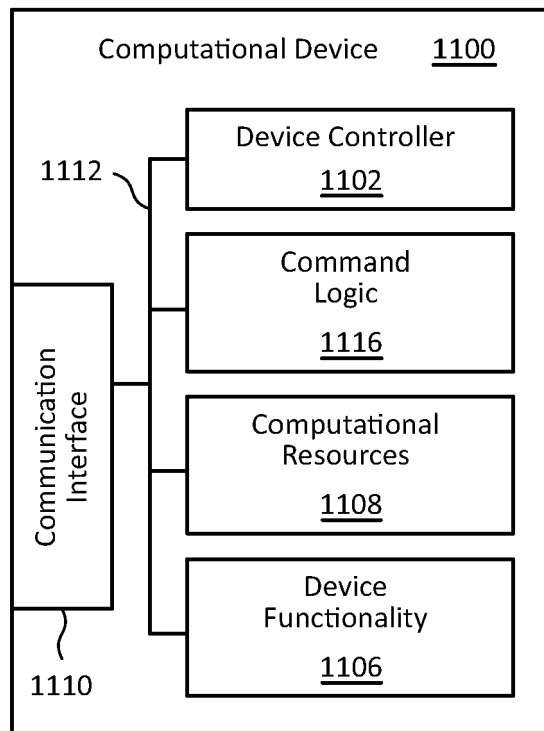 Computational Device 1100
Device Controller
1102
1112
Command
Logic
1116
Communication
Interface
Computational
Resources
1108
Device
Functionality
1106
1110